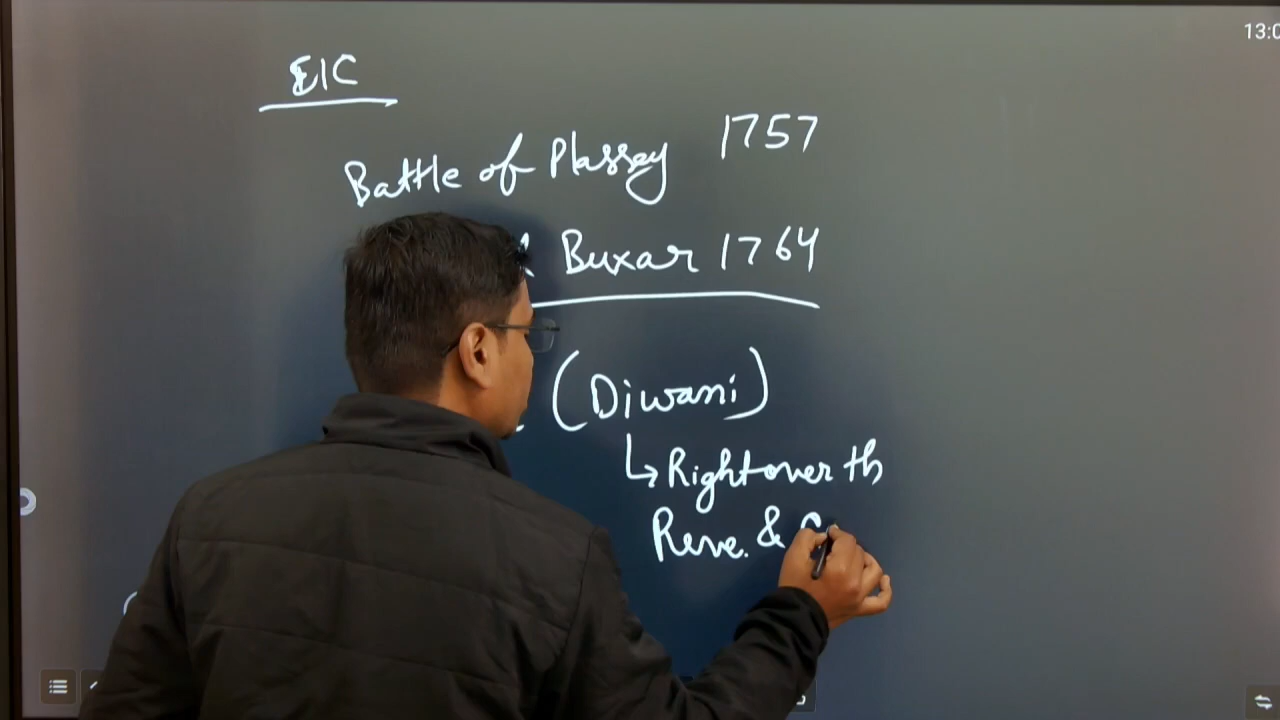 13:0
EIC
Battle of Plassey 1757
Buxar 1764
(Diwani)
↳ Right over th
Reve. &